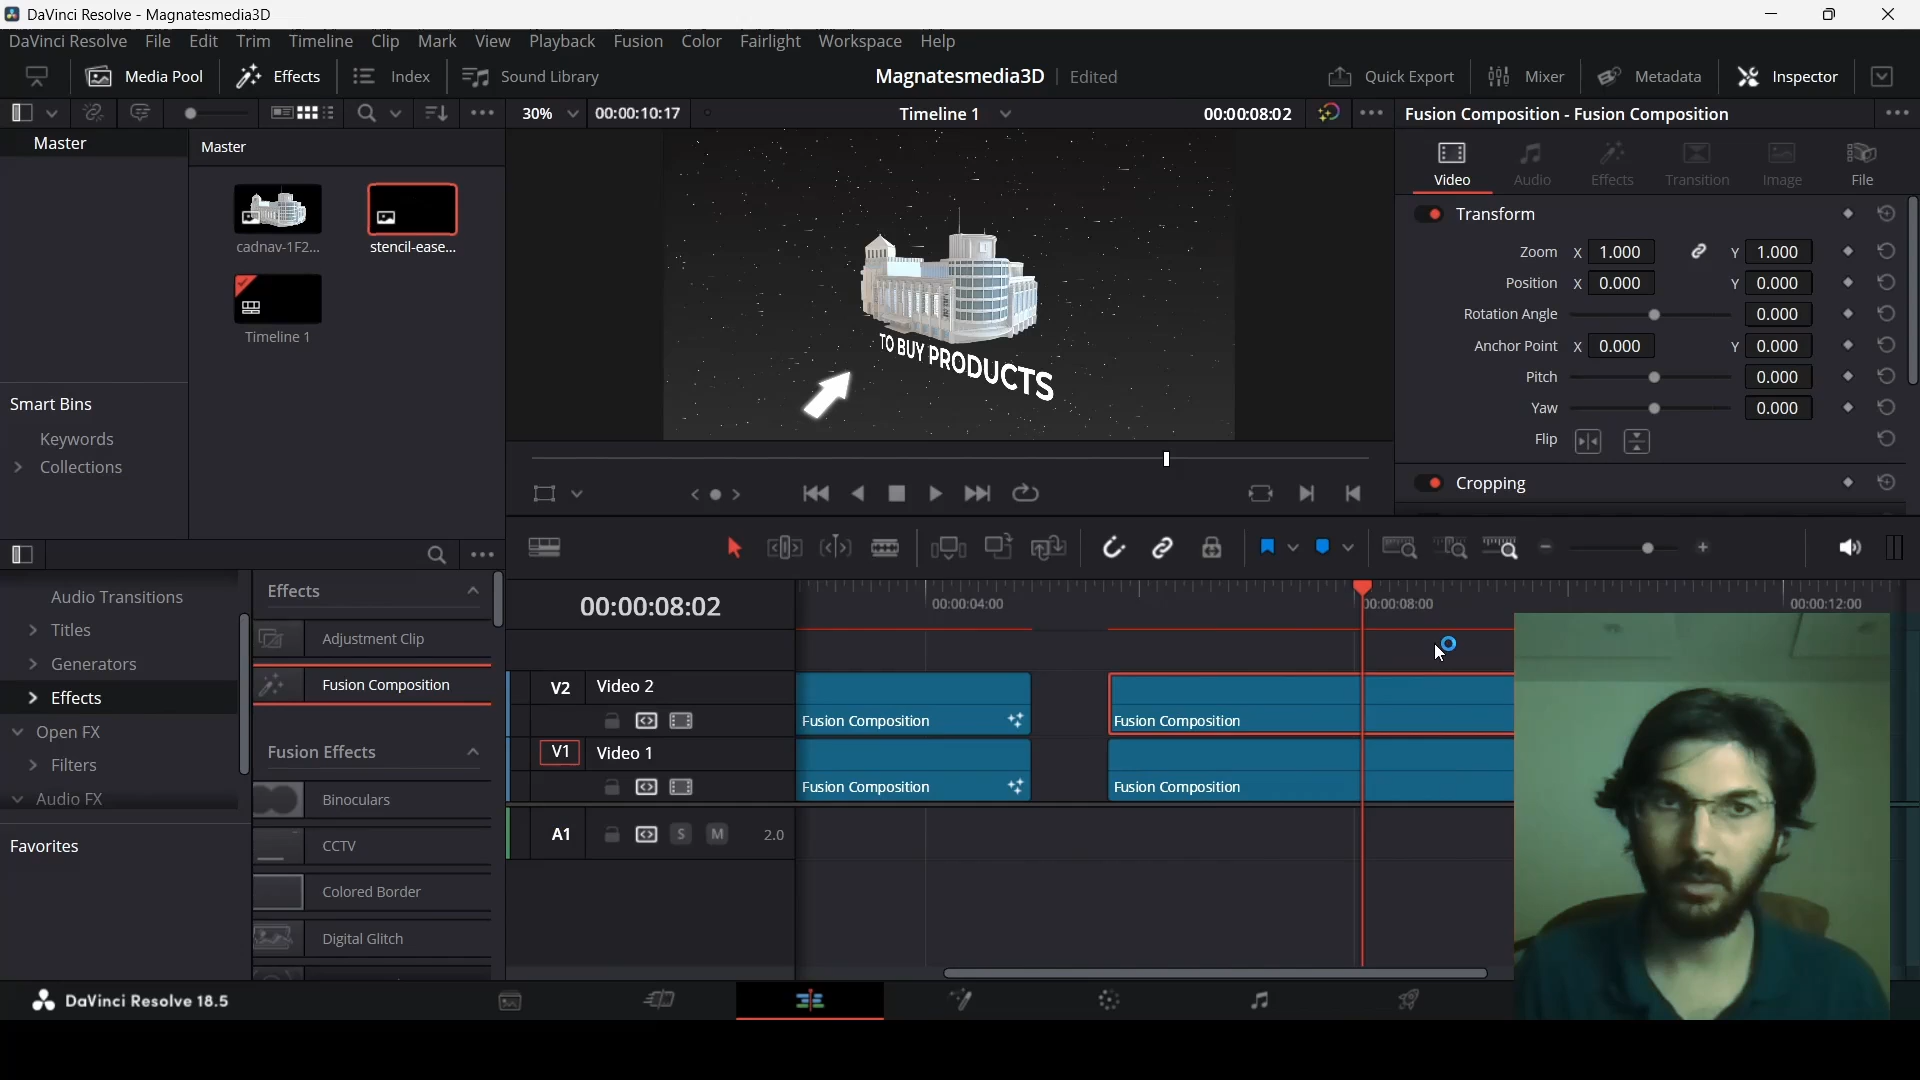 DaVinci Resolve - Magnatesmedia3D
DaVinci Resolve File Edit Trim Timeline Clip Mark View Playback Fusion Color Fairlight Workspace Help
Media Pool Effects Index Sound Library Magnatesmedia3D Edited Quick Export Mixer Metadata Inspector
30% 00:00:10:17 Timeline 1 00:00:08:02 Fusion Composition - Fusion Composition
Master Master
Video Audio Effects Transition Image File
Transform
cadnav-1F2... stencil-ease...
Zoom X 1.000 Y 1.000
Position X 0.000 Y 0.000
Rotation Angle 0.000
Timeline 1
Anchor Point X 0.000 Y 0.000
Pitch 0.000
Yaw 0.000
Flip
Cropping
TO BUY PRODUCTS
Smart Bins
Keywords
Collections
Audio Transitions
Titles
Generators
Effects
Open FX
Filters
Audio FX
Favorites
Effects
Adjustment Clip
Fusion Composition
Fusion Effects
Binoculars
CCTV
Colored Border
Digital Glitch
00:00:08:02 00:00:04:00 00:00:08:00 00:00:12:00
V2 Video 2
Fusion Composition Fusion Composition
V1 Video 1
Fusion Composition Fusion Composition
A1 S M 2.0
DaVinci Resolve 18.5